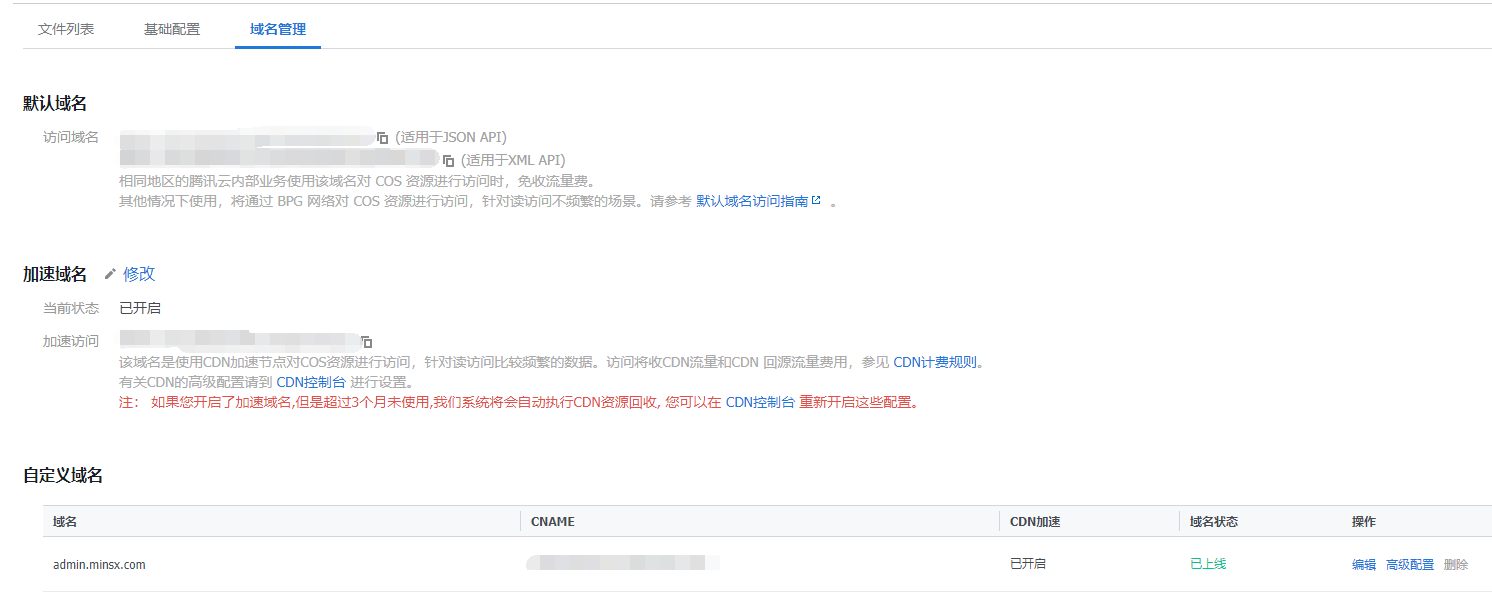 文件列表 基础配置 域名管理
默认域名
访问域名 (适用于JSON API)
(适用于XML API)
相同地区的腾讯云内部业务使用该域名对 COS 资源进行访问时，免收流量费。
其他情况下使用，将通过 BPG 网络对 COS 资源进行访问，针对读访问不频繁的场景。请参考 默认域名访问指南 。
加速域名 修改
当前状态 已开启
加速访问
该域名是使用CDN加速节点对COS资源进行访问，针对读访问比较频繁的数据。访问将收CDN流量和CDN 回源流量费用，参见 CDN计费规则。
有关CDN的高级配置请到 CDN控制台 进行设置。
注： 如果您开启了加速域名,但是超过3个月未使用,我们系统将会自动执行CDN资源回收, 您可以在 CDN控制台 重新开启这些配置。
自定义域名
域名 CNAME CDN加速 域名状态 操作
admin.minsx.com 已开启 已上线 编辑 高级配置 删除